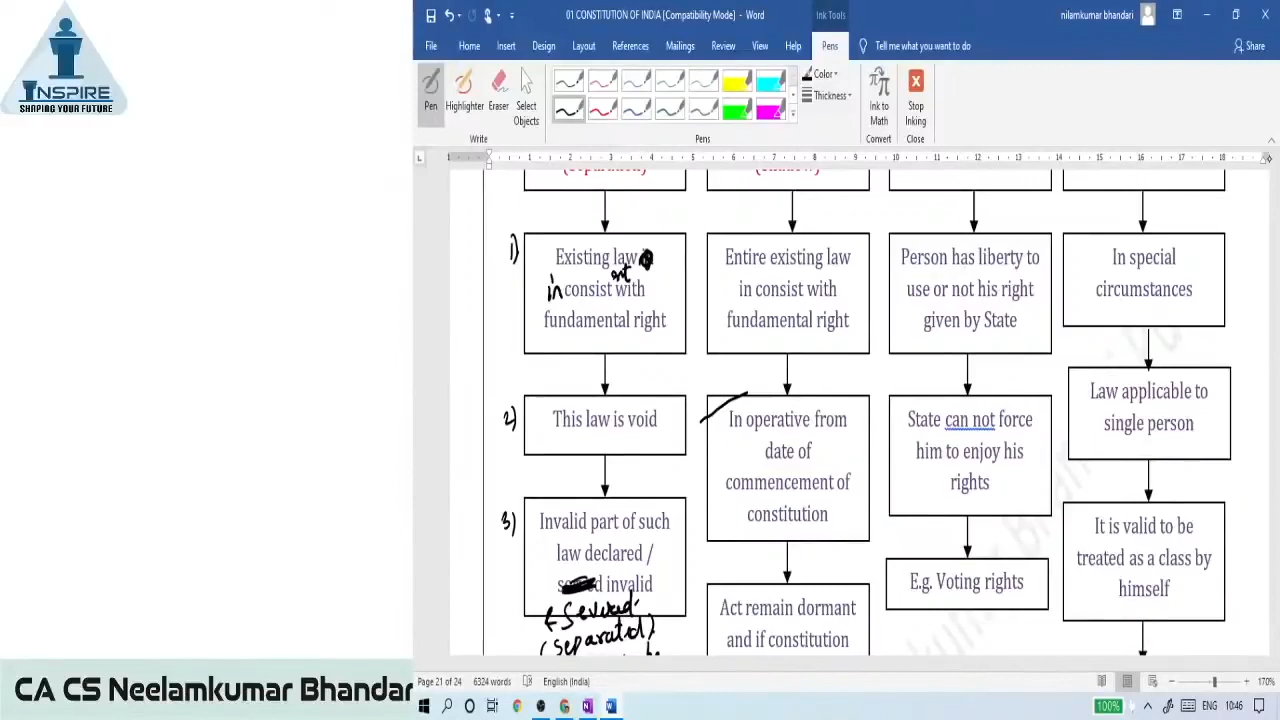 INSPIRE
SHAPING YOUR FUTURE
01 CONSTITUTION OF INDIA [Compatibility Mode] - Word
Ink Tools
nilamkumar bhandari
File Home Insert Design Layout References Mailings Review View Help Pens Tell me what you want to do Share
Pen Highlighter Eraser Select Objects
Color
Thickness
Ink to Math
Stop Inking
Write Pens Convert Close
(Separation)
(Shadow)
1)
Existing law
in consist ent with
fundamental right
2)
This law is void
3)
Invalid part of such
law declared /
invalid
(Severed.
(separated)
Entire existing law
in consist with
fundamental right
In operative from
date of
commencement of
constitution
Act remain dormant
and if constitution
Person has liberty to
use or not his right
given by State
State can not force
him to enjoy his
rights
E.g. Voting rights
In special
circumstances
Law applicable to
single person
It is valid to be
treated as a class by
himself
CA CS Neelamkumar Bhandar
Page 21 of 24 6324 words English (India) 170%
100% ENG 10:46